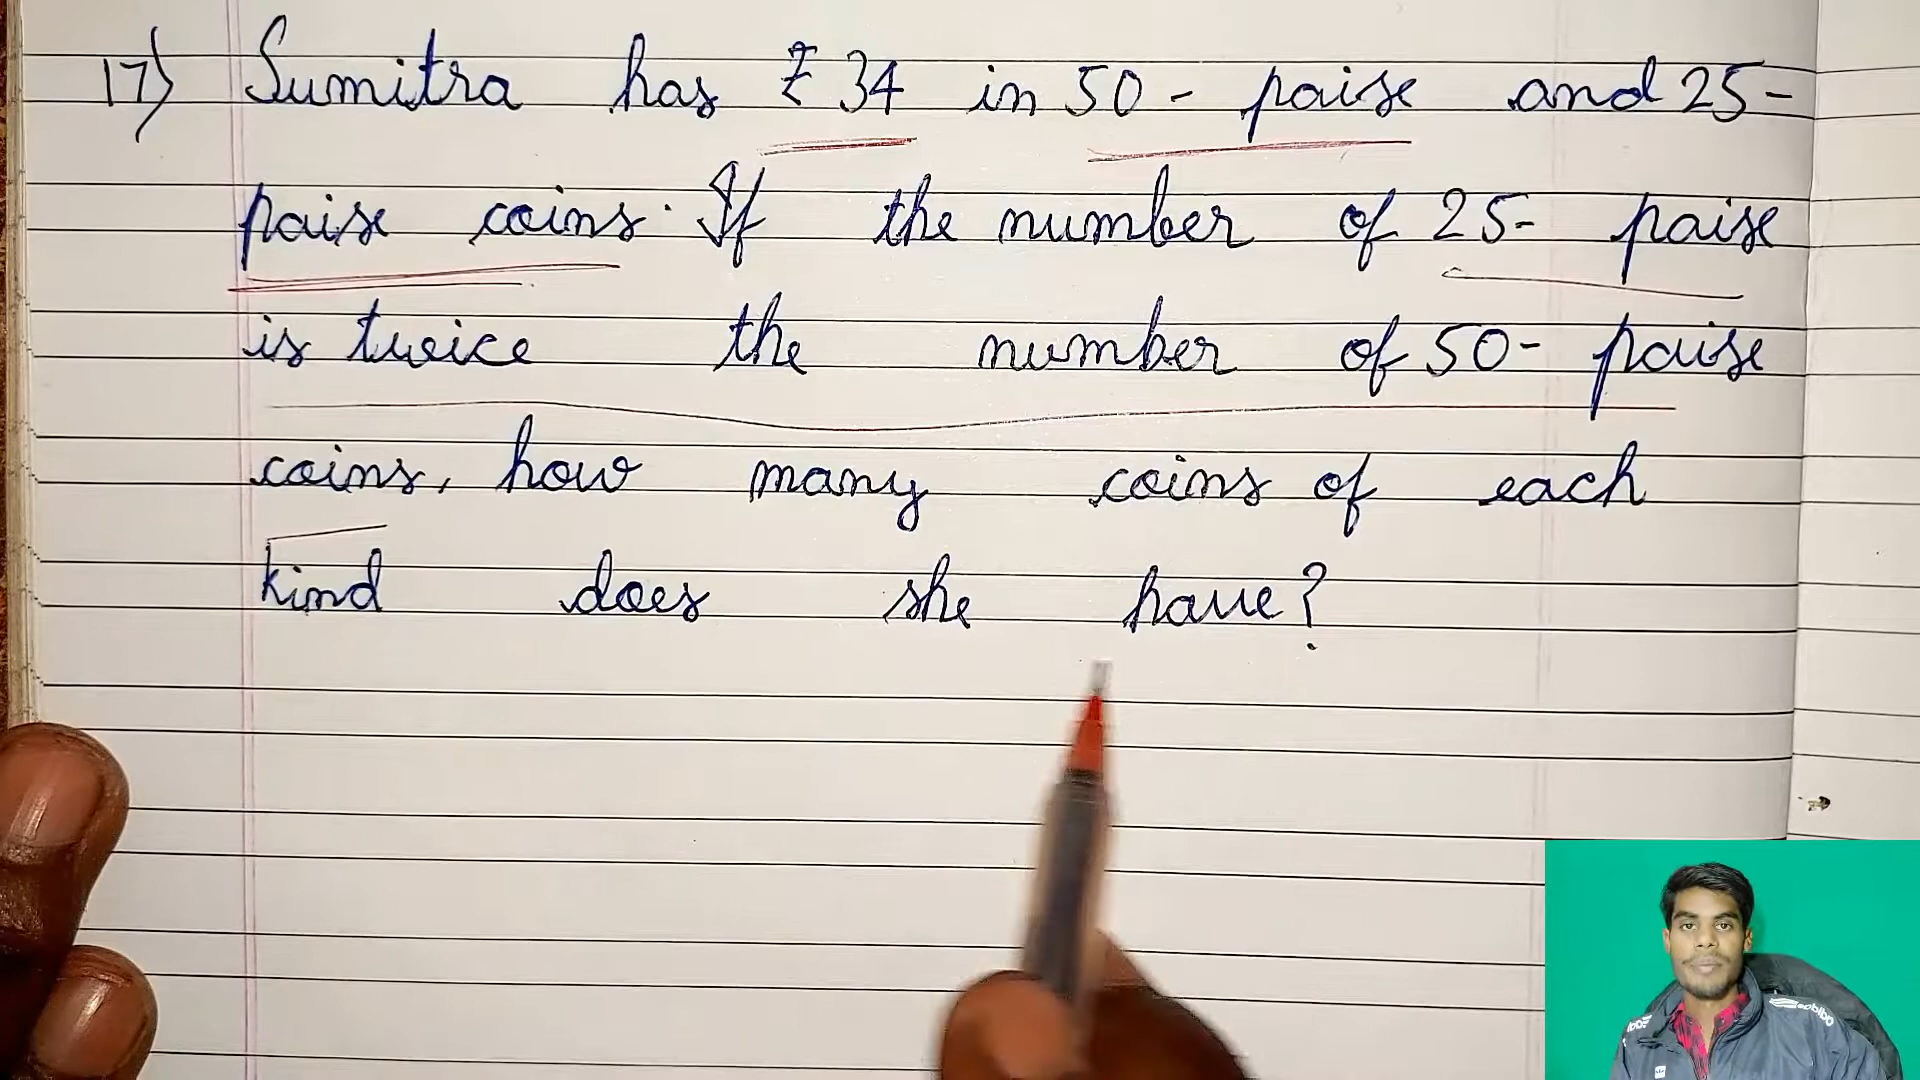 17) Sumitra has ₹ 34 in 50 - paise and 25 -
paise coins. If the number of 25 - paise
is twice the number of 50 - paise
coins, how many coins of each
kind does she have?
adidas